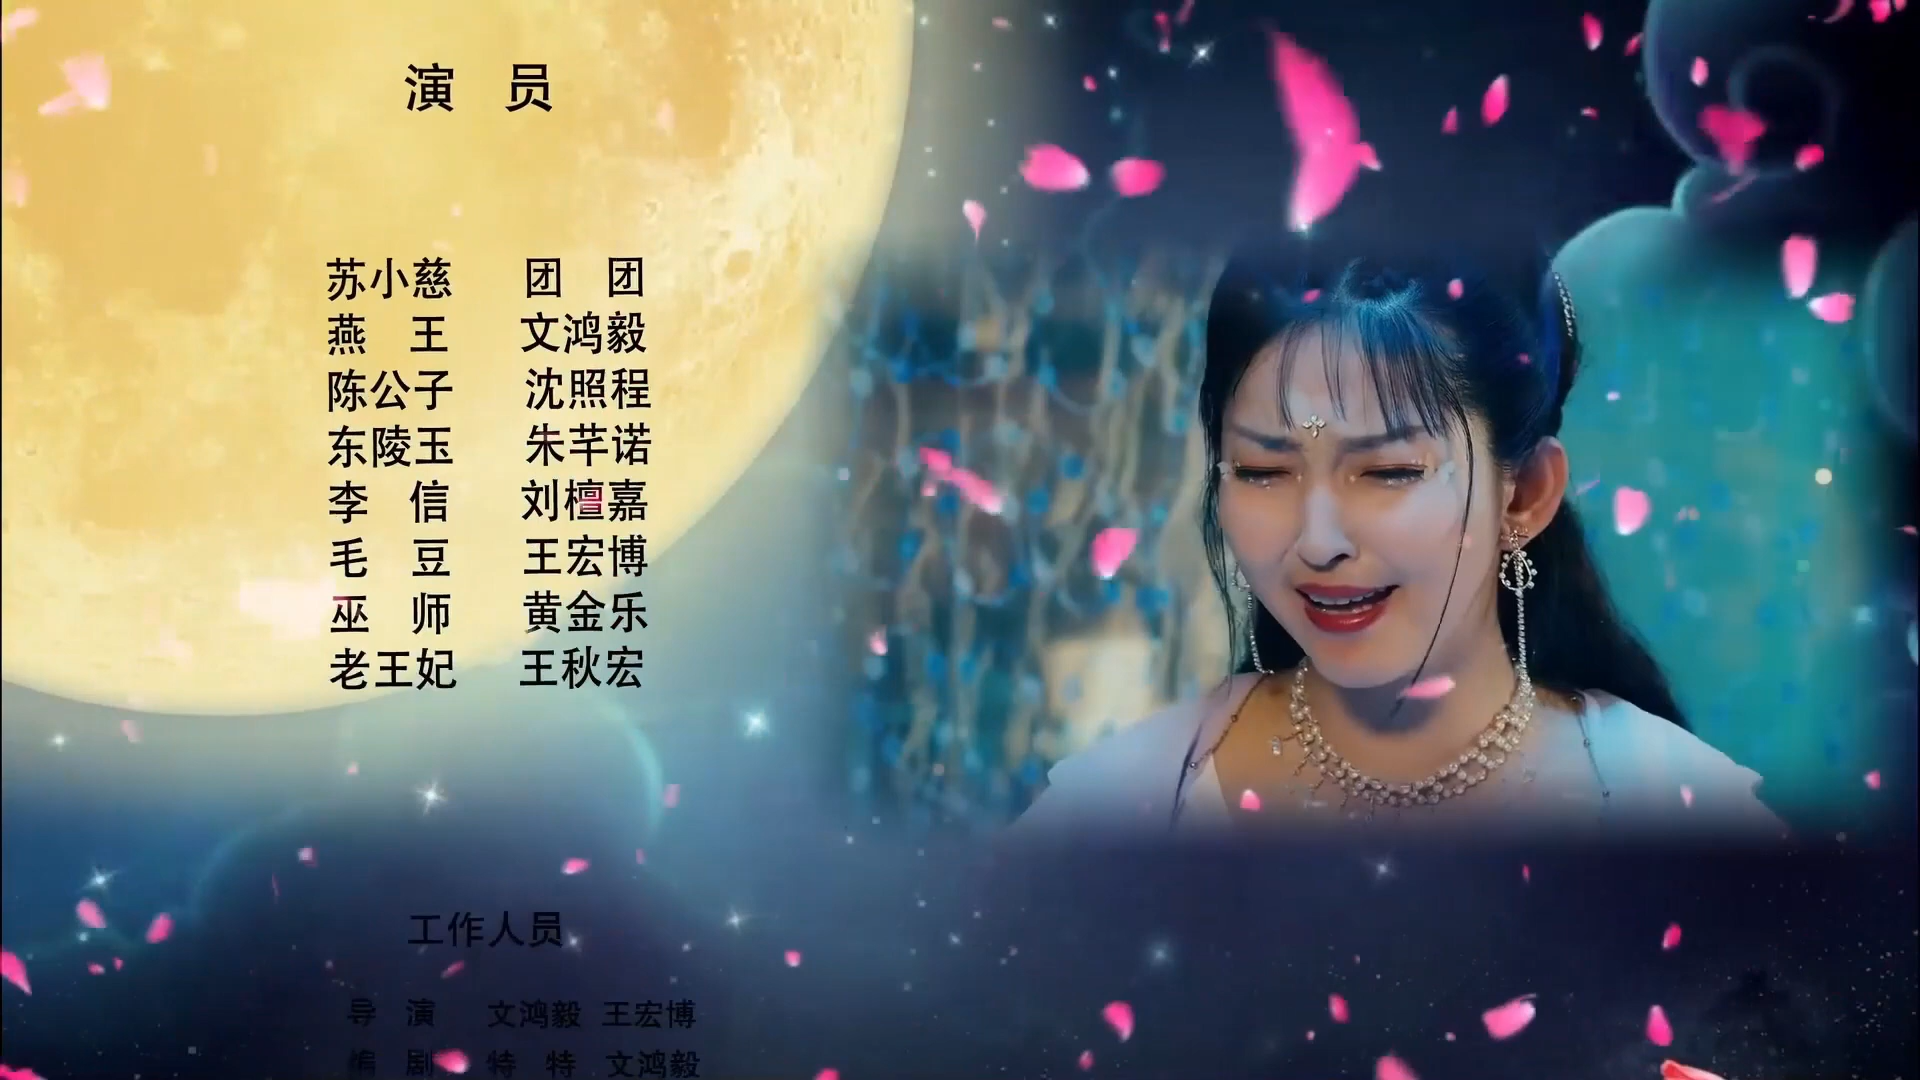 演 员
苏小慈 团 团
燕 王 文鸿毅
陈公子 沈照程
东陵玉 朱芊诺
李 信 刘檀嘉
毛 豆 王宏博
巫 师 黄金乐
老王妃 王秋宏
工作人员
导 演 文鸿毅 王宏博
编 剧 特 特 文鸿毅